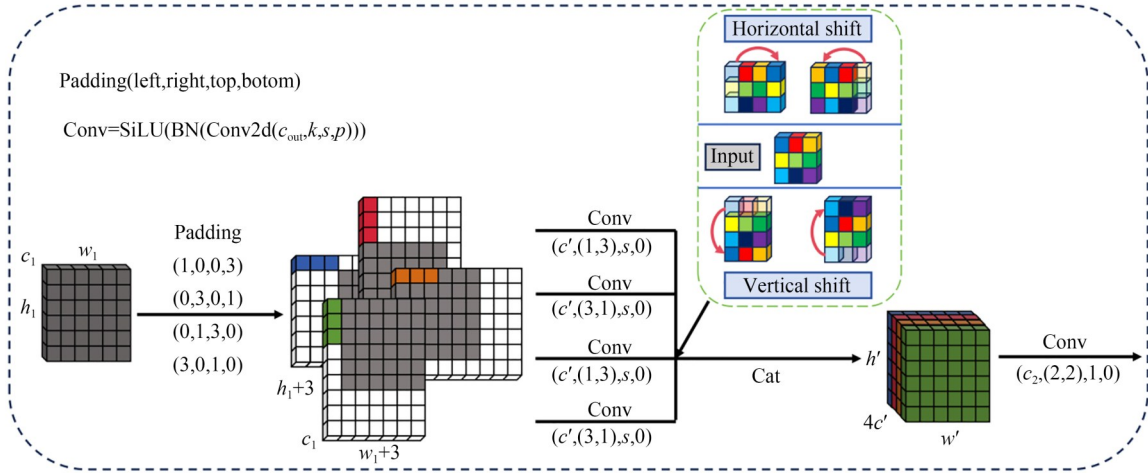 Horizontal shift
Padding(left,right,top,botom)
Conv=SiLU(BN(Conv2d(c_out,k,s,p)))
Input
Vertical shift
c₁
w₁
h₁
Padding
(1,0,0,3)
(0,3,0,1)
(0,1,3,0)
(3,0,1,0)
h₁+3
c₁
w₁+3
Conv
(c′,(1,3),s,0)
Conv
(c′,(3,1),s,0)
Conv
(c′,(1,3),s,0)
Conv
(c′,(3,1),s,0)
Cat
h′
4c′
w′
Conv
(c₂,(2,2),1,0)